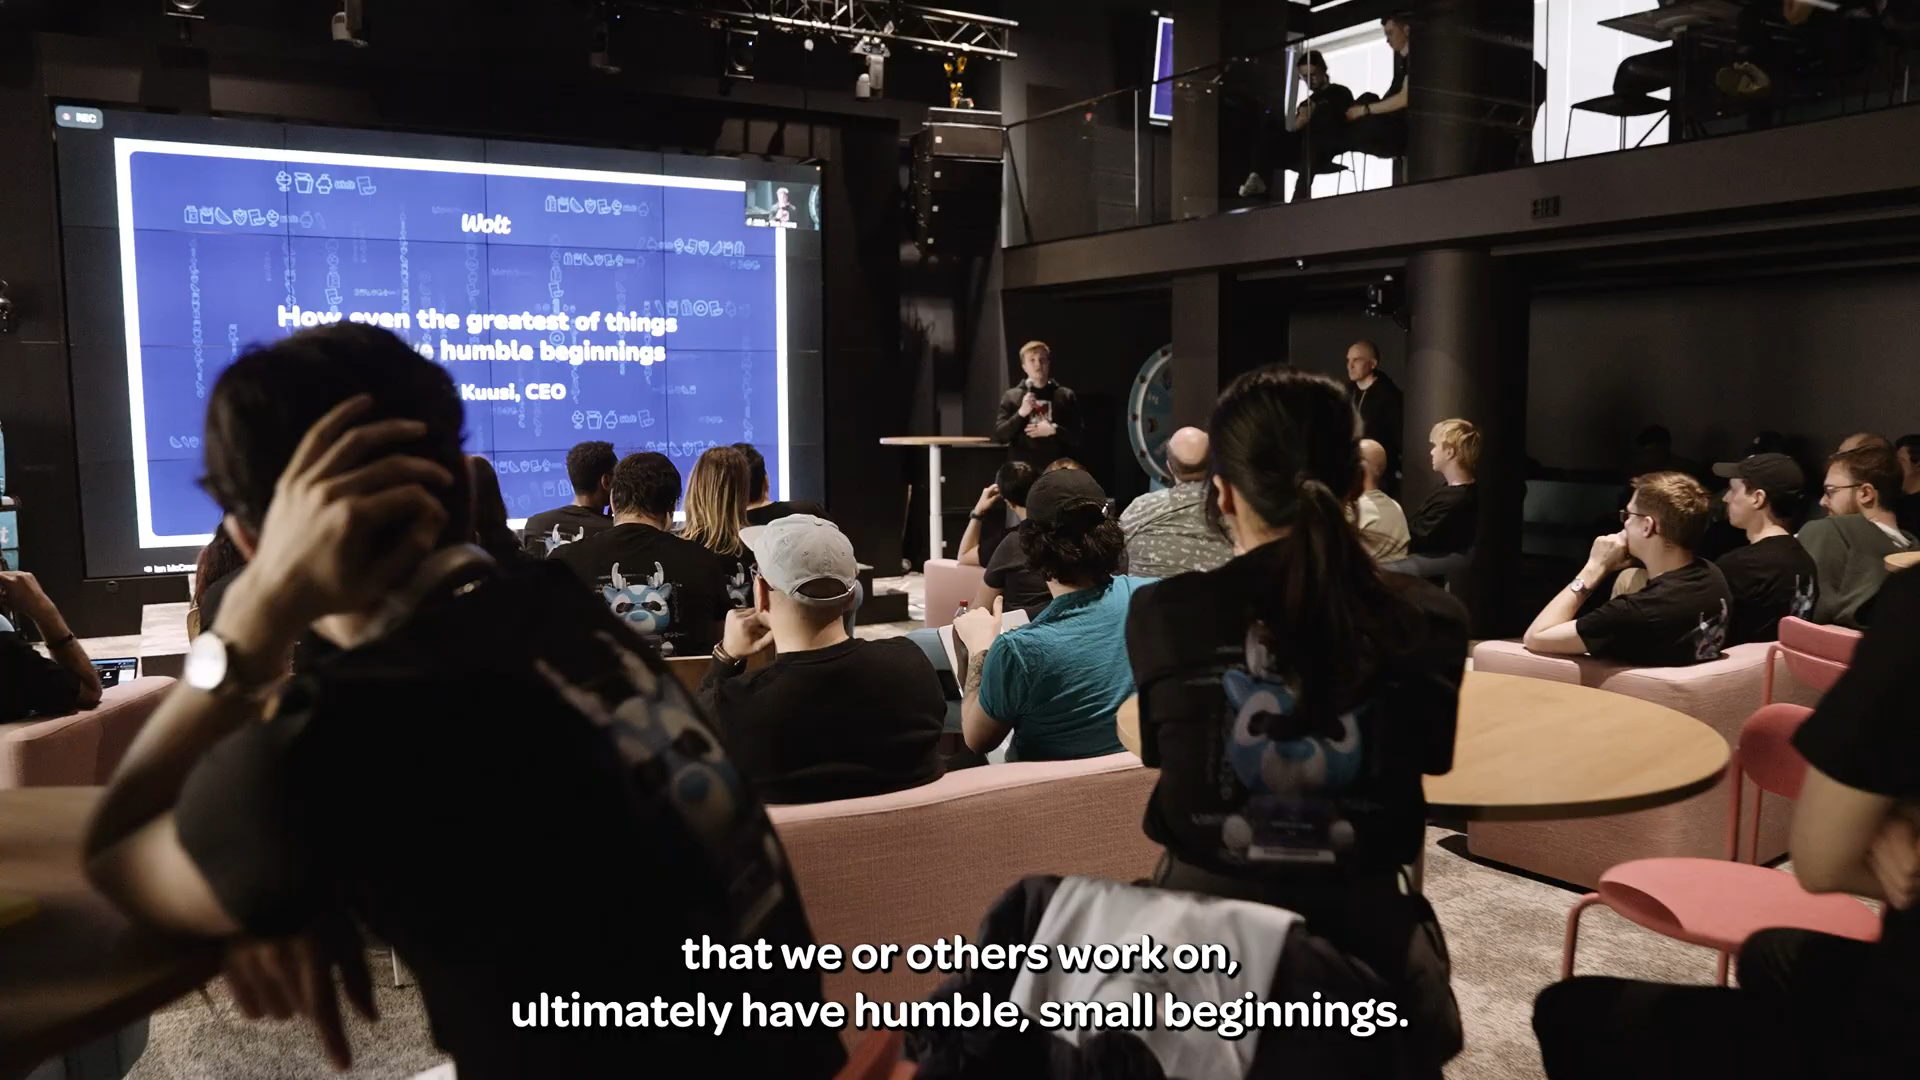 REC
Wolt
How even the greatest of things
humble beginnings
Kuusi, CEO
that we or others work on,
ultimately have humble, small beginnings.